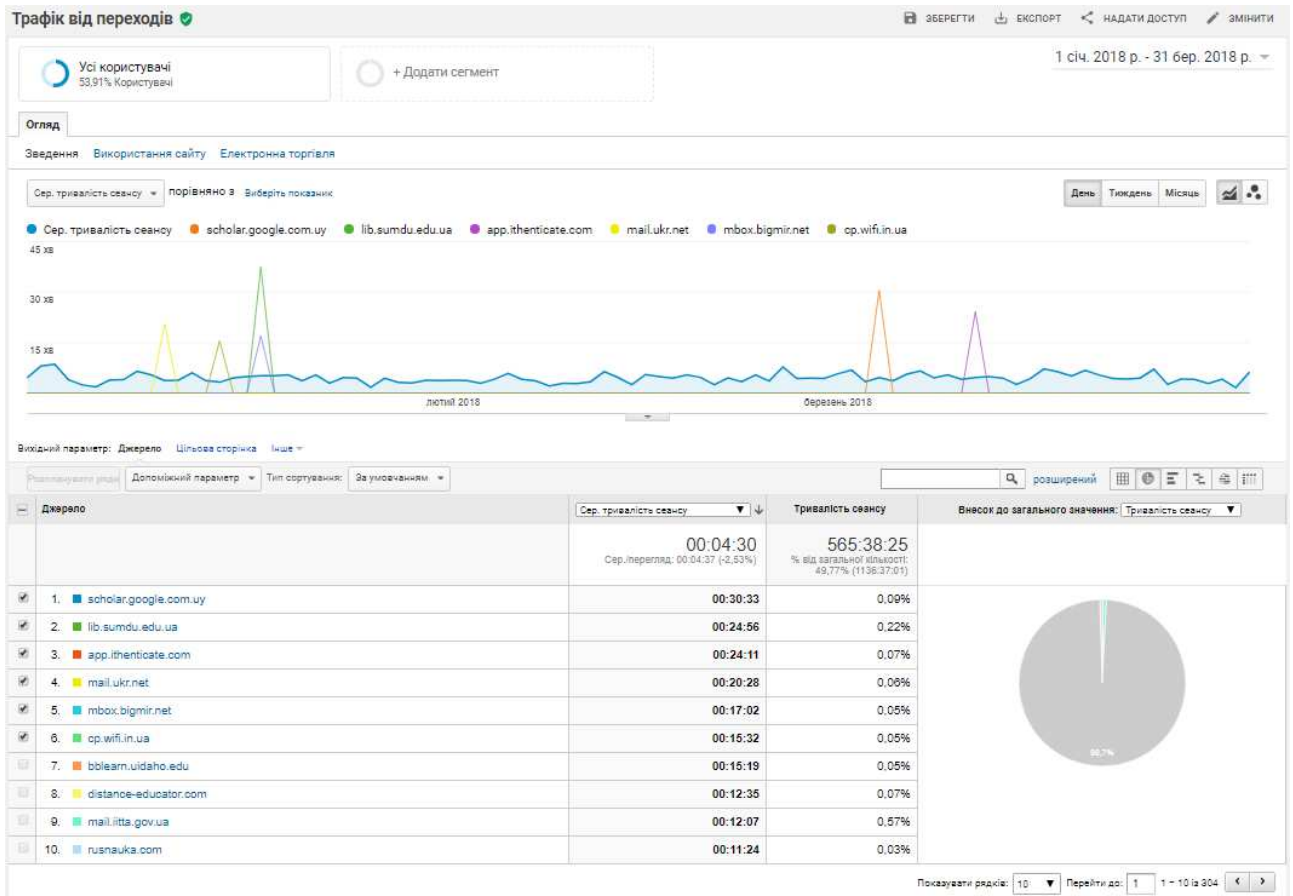 Трафік від переходів
ЗБЕРЕГТИ ЕКСПОРТ НАДАТИ ДОСТУП ЗМІНИТИ
Усі користувачі
53,91% Користувачі
+ Додати сегмент
1 січ. 2018 р. - 31 бер. 2018 р.
Огляд
Зведення Використання сайту Електронна торгівля
Сер. тривалість сеансу порівняно з Виберіть показник
День Тиждень Місяць
Сер. тривалість сеансу scholar.google.com.uy lib.sumdu.edu.ua app.ithenticate.com mail.ukr.net mbox.bigmir.net cp.wifi.in.ua
45 хв
30 хв
15 хв
лютий 2018 березень 2018
Вихідний параметр: Джерело Цільова сторінка Інше
Допоміжний параметр Тип сортування: За умовчанням розширений
Джерело Сер. тривалість сеансу Тривалість сеансу Внесок до загального значення: Тривалість сеансу
00:04:30 565:38:25
Сер./перегляд: 00:04:37 (-2,53%) % від загальної кількості:
49,77% (1136:37:01)
1. scholar.google.com.uy 00:30:33 0,09%
2. lib.sumdu.edu.ua 00:24:56 0,22%
3. app.ithenticate.com 00:24:11 0,07%
4. mail.ukr.net 00:20:28 0,06%
5. mbox.bigmir.net 00:17:02 0,05%
6. cp.wifi.in.ua 00:15:32 0,05%
7. bblearn.uidaho.edu 00:15:19 0,05%
8. distance-educator.com 00:12:35 0,07%
9. mail.iitta.gov.ua 00:12:07 0,57%
10. rusnauka.com 00:11:24 0,03%
Показувати рядків: 10 Перейти до: 1 1 – 10 із 304